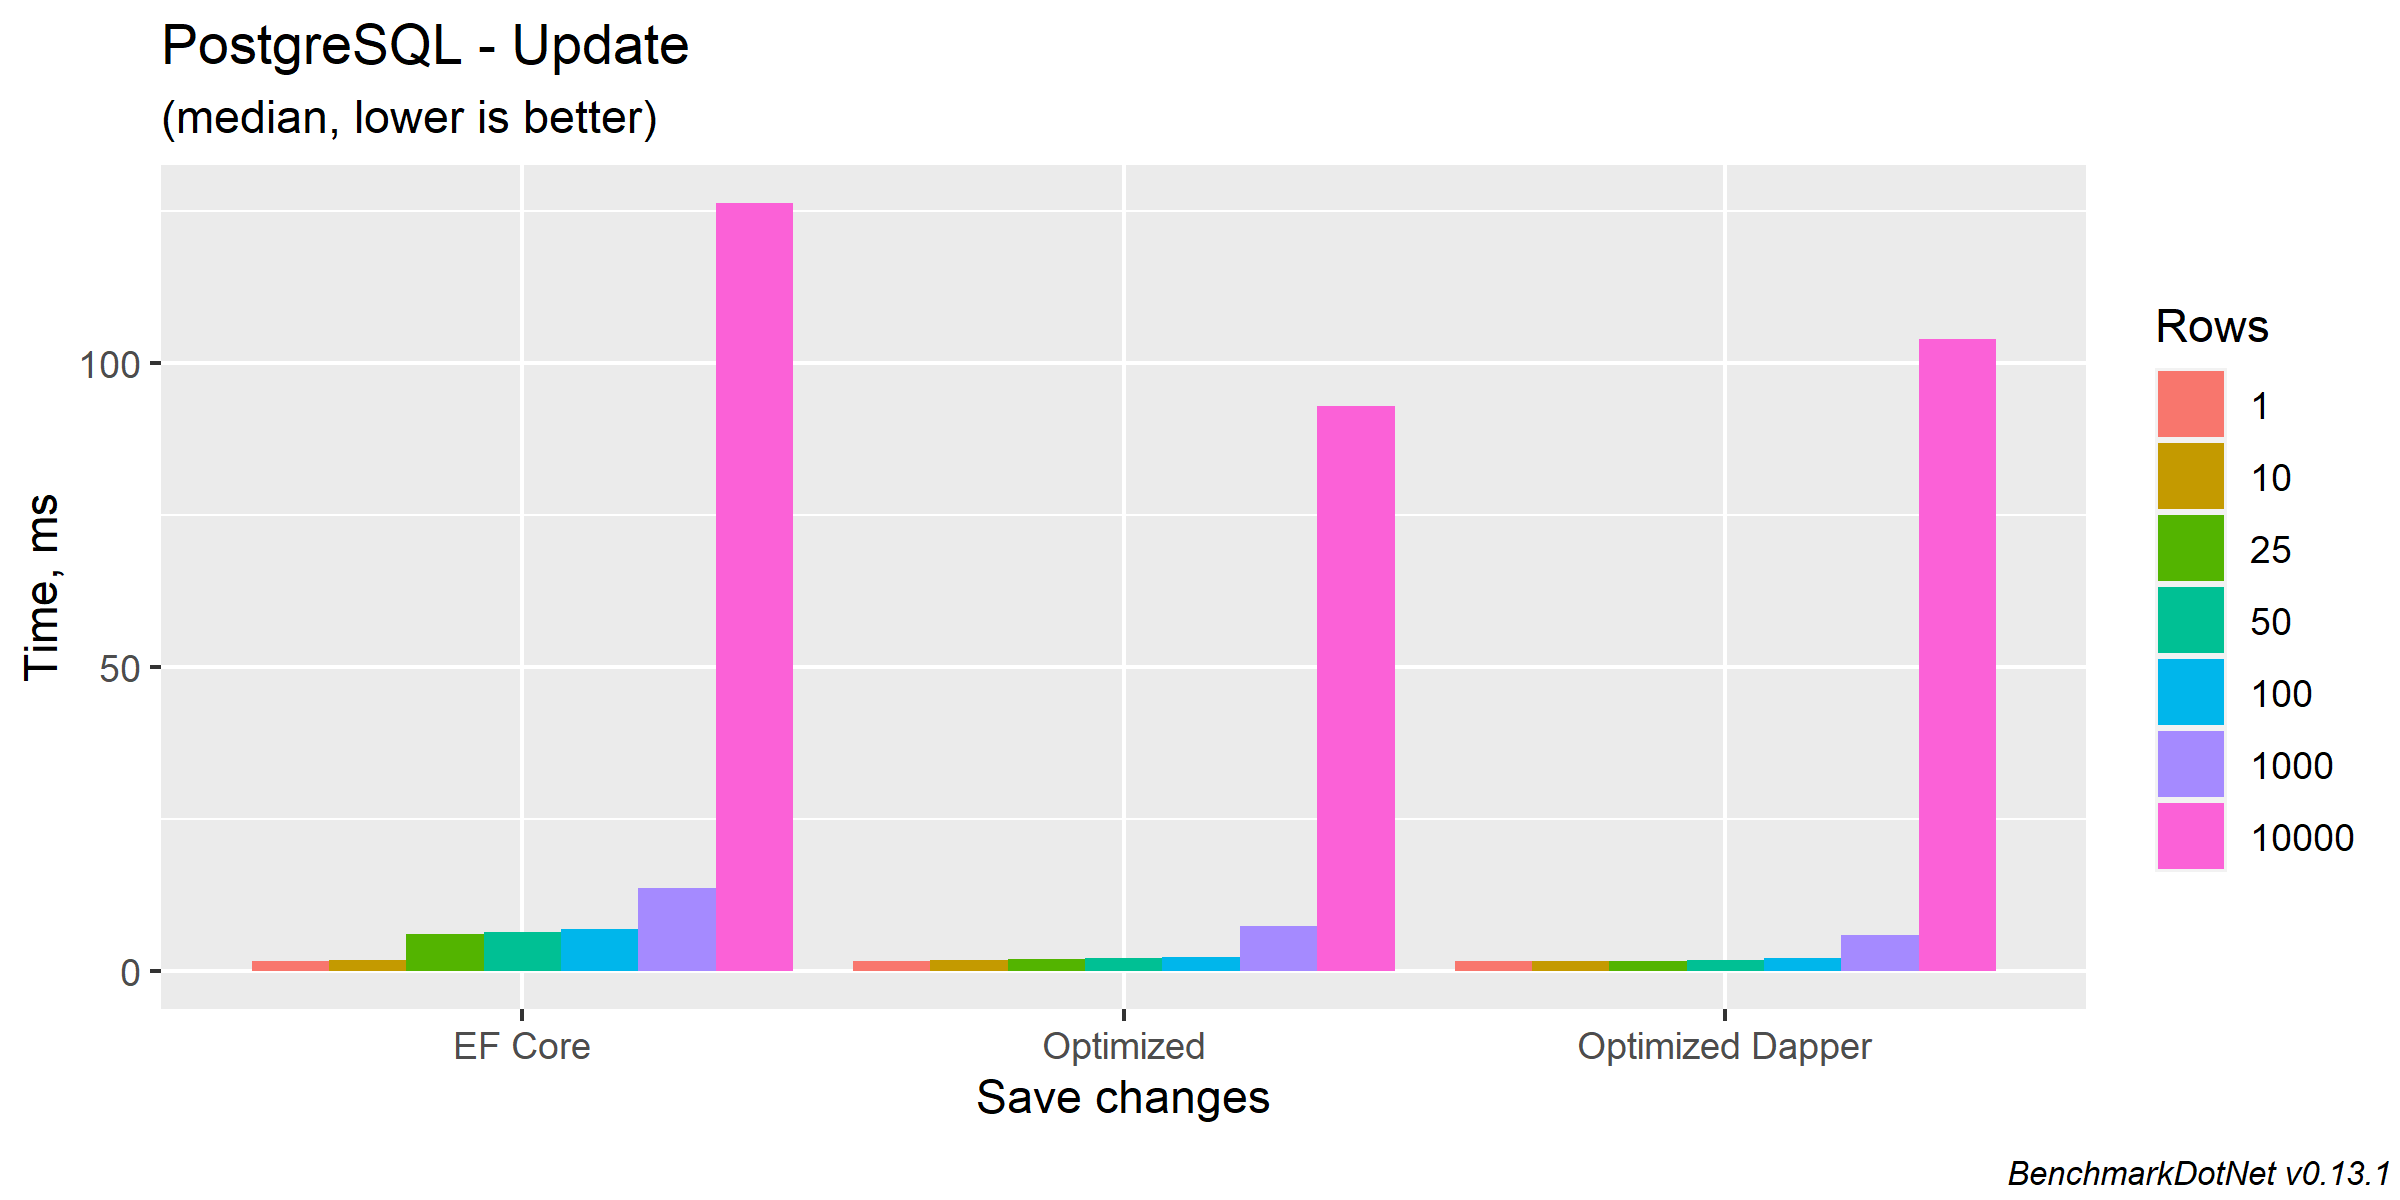 PostgreSQL - Update
(median, lower is better)
Time, ms
100
50
0
EF Core
Optimized
Optimized Dapper
Save changes
Rows
1
10
25
50
100
1000
10000
BenchmarkDotNet v0.13.1